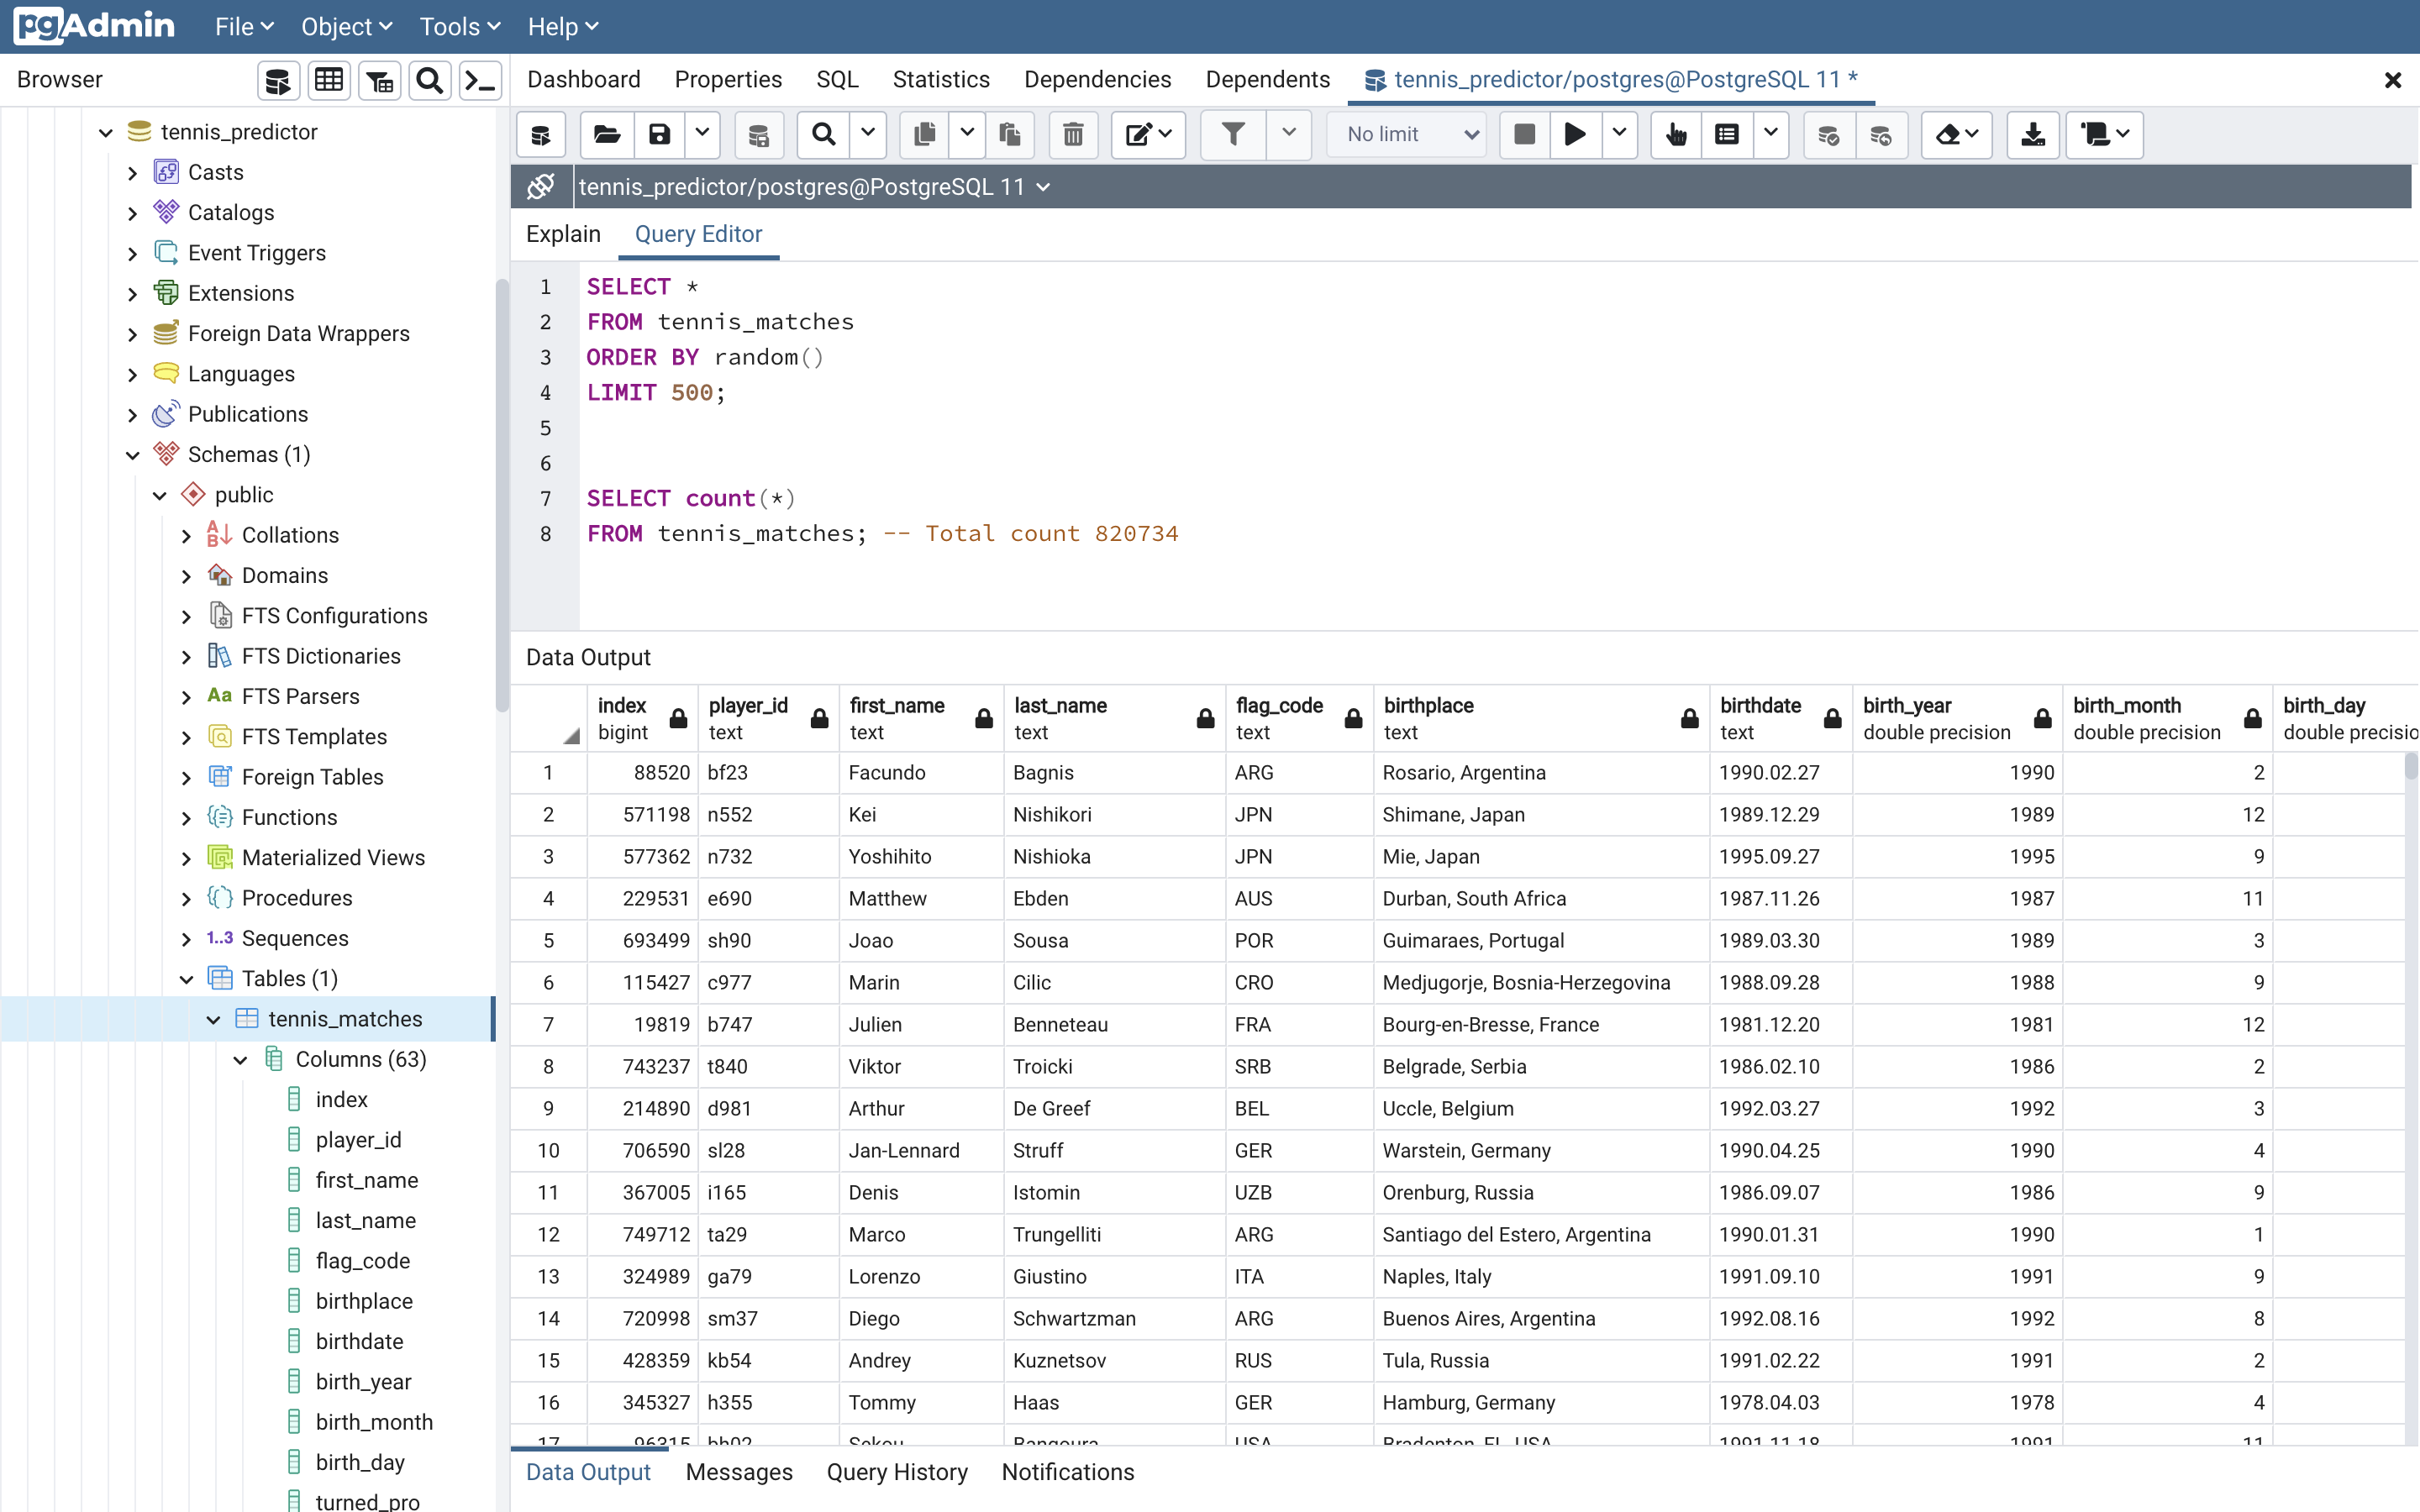 pgAdmin File Object Tools Help
Browser
Dashboard Properties SQL Statistics Dependencies Dependents tennis_predictor/postgres@PostgreSQL 11 *
No limit
tennis_predictor/postgres@PostgreSQL 11
Explain Query Editor
tennis_predictor
Casts
Catalogs
Event Triggers
Extensions
Foreign Data Wrappers
Languages
Publications
Schemas (1)
public
Collations
Domains
FTS Configurations
FTS Dictionaries
Aa FTS Parsers
FTS Templates
Foreign Tables
Functions
Materialized Views
Procedures
1..3 Sequences
Tables (1)
tennis_matches
Columns (63)
index
player_id
first_name
last_name
flag_code
birthplace
birthdate
birth_year
birth_month
birth_day
turned_pro
1 SELECT *
2 FROM tennis_matches
3 ORDER BY random()
4 LIMIT 500;
5
6
7 SELECT count(*)
8 FROM tennis_matches; -- Total count 820734
Data Output
index player_id first_name last_name flag_code birthplace birthdate birth_year birth_month birth_day
bigint text text text text text text double precision double precision double precisio
1 88520 bf23 Facundo Bagnis ARG Rosario, Argentina 1990.02.27 1990 2
2 571198 n552 Kei Nishikori JPN Shimane, Japan 1989.12.29 1989 12
3 577362 n732 Yoshihito Nishioka JPN Mie, Japan 1995.09.27 1995 9
4 229531 e690 Matthew Ebden AUS Durban, South Africa 1987.11.26 1987 11
5 693499 sh90 Joao Sousa POR Guimaraes, Portugal 1989.03.30 1989 3
6 115427 c977 Marin Cilic CRO Medjugorje, Bosnia-Herzegovina 1988.09.28 1988 9
7 19819 b747 Julien Benneteau FRA Bourg-en-Bresse, France 1981.12.20 1981 12
8 743237 t840 Viktor Troicki SRB Belgrade, Serbia 1986.02.10 1986 2
9 214890 d981 Arthur De Greef BEL Uccle, Belgium 1992.03.27 1992 3
10 706590 sl28 Jan-Lennard Struff GER Warstein, Germany 1990.04.25 1990 4
11 367005 i165 Denis Istomin UZB Orenburg, Russia 1986.09.07 1986 9
12 749712 ta29 Marco Trungelliti ARG Santiago del Estero, Argentina 1990.01.31 1990 1
13 324989 ga79 Lorenzo Giustino ITA Naples, Italy 1991.09.10 1991 9
14 720998 sm37 Diego Schwartzman ARG Buenos Aires, Argentina 1992.08.16 1992 8
15 428359 kb54 Andrey Kuznetsov RUS Tula, Russia 1991.02.22 1991 2
16 345327 h355 Tommy Haas GER Hamburg, Germany 1978.04.03 1978 4
17 96315 bh02 Sekou Bangoura USA Bradenton, FL, USA 1991.11.18 1991 11
Data Output Messages Query History Notifications